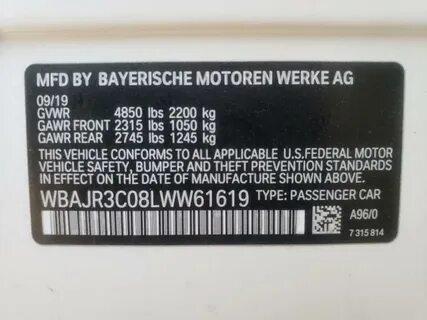 MFD BY BAYERISCHE MOTOREN WERKE AG
09/19
GVWR 4850 lbs 2200 kg
GAWR FRONT 2315 lbs 1050 kg
GAWR REAR 2745 lbs 1245 kg
THIS VEHICLE CONFORMS TO ALL APPLICABLE U.S.FEDERAL MOTOR
VEHICLE SAFETY, BUMPER AND THEFT PREVENTION STANDARDS
IN EFFECT ON THE DATE OF MANUFACTURE SHOWN ABOVE.
WBAJR3C08LWW61619 TYPE: PASSENGER CAR
A96/0
7 315 814